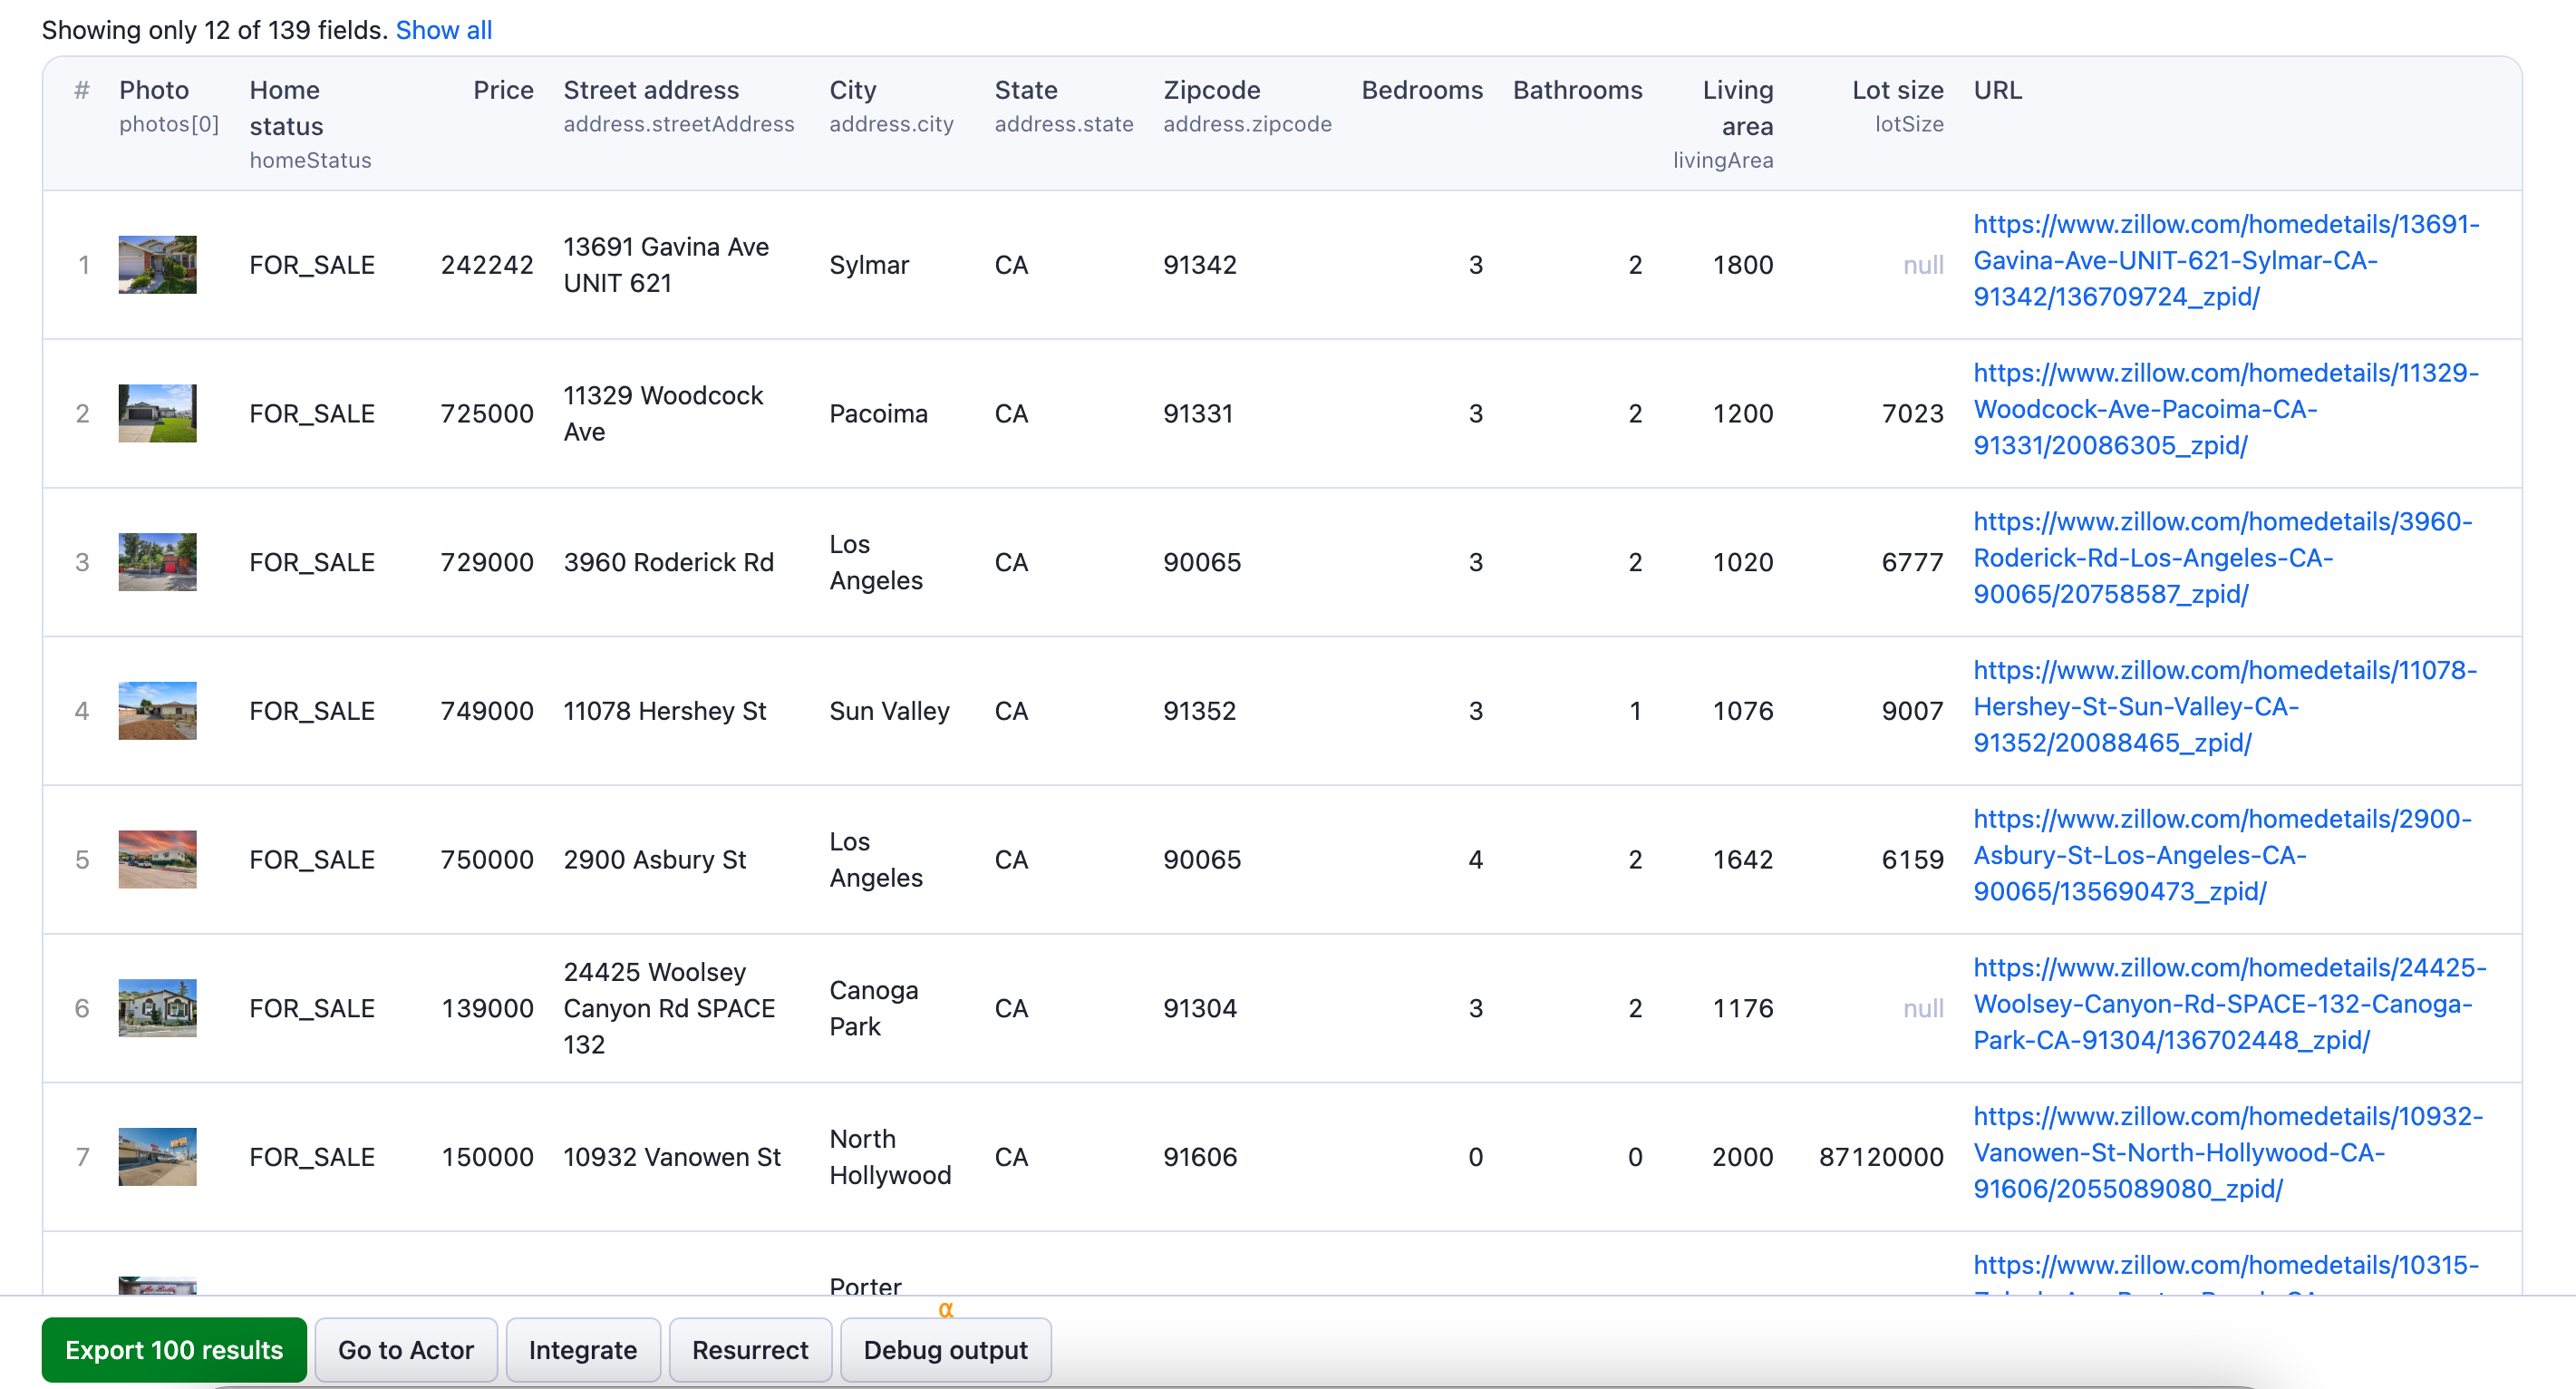 Showing only 12 of 139 fields. Show all
# Photo Home Price Street address City State Zipcode Bedrooms Bathrooms Living Lot size URL
photos[0] status address.streetAddress address.city address.state address.zipcode area lotSize
homeStatus livingArea
https://www.zillow.com/homedetails/13691-
1 FOR_SALE 242242 13691 Gavina Ave Sylmar CA 91342 3 2 1800 null Gavina-Ave-UNIT-621-Sylmar-CA-
UNIT 621 91342/136709724_zpid/
https://www.zillow.com/homedetails/11329-
2 FOR_SALE 725000 11329 Woodcock Pacoima CA 91331 3 2 1200 7023 Woodcock-Ave-Pacoima-CA-
Ave 91331/20086305_zpid/
https://www.zillow.com/homedetails/3960-
3 FOR_SALE 729000 3960 Roderick Rd Los CA 90065 3 2 1020 6777 Roderick-Rd-Los-Angeles-CA-
Angeles 90065/20758587_zpid/
https://www.zillow.com/homedetails/11078-
4 FOR_SALE 749000 11078 Hershey St Sun Valley CA 91352 3 1 1076 9007 Hershey-St-Sun-Valley-CA-
91352/20088465_zpid/
https://www.zillow.com/homedetails/2900-
5 FOR_SALE 750000 2900 Asbury St Los CA 90065 4 2 1642 6159 Asbury-St-Los-Angeles-CA-
Angeles 90065/135690473_zpid/
24425 Woolsey https://www.zillow.com/homedetails/24425-
6 FOR_SALE 139000 Canyon Rd SPACE Canoga CA 91304 3 2 1176 null Woolsey-Canyon-Rd-SPACE-132-Canoga-
132 Park Park-CA-91304/136702448_zpid/
https://www.zillow.com/homedetails/10932-
7 FOR_SALE 150000 10932 Vanowen St North CA 91606 0 0 2000 87120000 Vanowen-St-North-Hollywood-CA-
Hollywood 91606/2055089080_zpid/
Porter https://www.zillow.com/homedetails/10315-
α
Export 100 results Go to Actor Integrate Resurrect Debug output